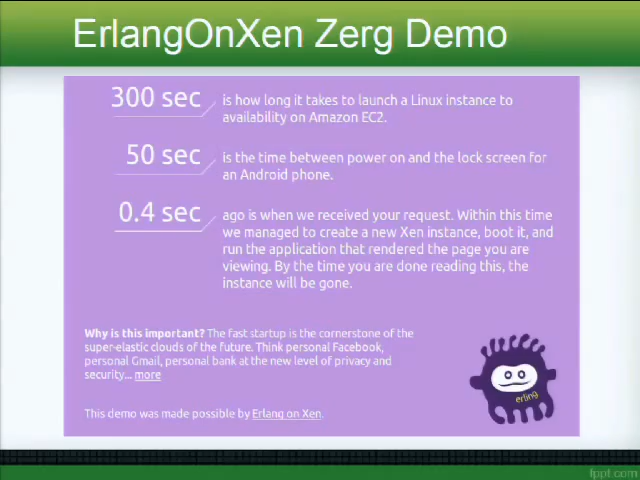 ErlangOnXen Zerg Demo
300 sec
is how long it takes to launch a Linux instance to
availability on Amazon EC2.
50 sec
is the time between power on and the lock screen for
an Android phone.
0.4 sec
ago is when we received your request. Within this time
we managed to create a new Xen instance, boot it, and
run the application that rendered the page you are
viewing. By the time you are done reading this, the
instance will be gone.
Why is this important? The fast startup is the cornerstone of the
super-elastic clouds of the future. Think personal Facebook,
personal Gmail, personal bank at the new level of privacy and
security... more
erling
This demo was made possible by Erlang on Xen.
fppt.com